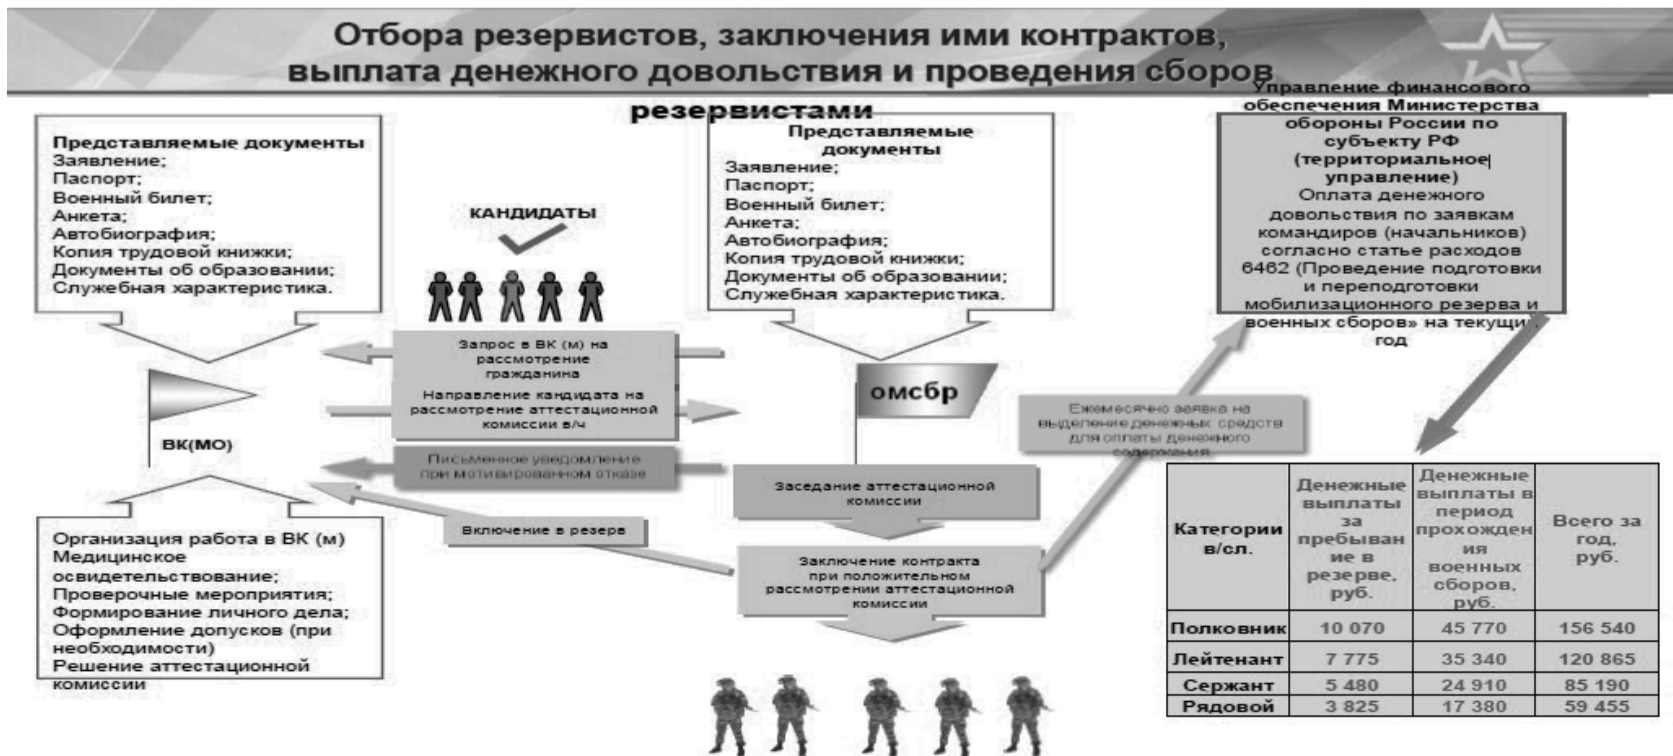 Отбора резервистов, заключения ими контрактов,
выплата денежного довольствия и проведения сборов
резервистами
Представляемые документы
Заявление;
Паспорт;
Военный билет;
Анкета;
Автобиография;
Копия трудовой книжки;
Документы об образовании;
Служебная характеристика.
КАНДИДАТЫ
Представляемые
документы
Заявление;
Паспорт;
Военный билет;
Анкета;
Автобиография;
Копия трудовой книжки;
Документы об образовании;
Служебная характеристика.
Управление финансового
обеспечения Министерства
обороны России по
субъекту РФ
(территориальное
управление)
Оплата денежного
довольствия по заявкам
командиров (начальников)
согласно статье расходов
6462 (Проведение подготовки
и переподготовки
мобилизационного резерва и
военных сборов» на текущий
год
Запрос в ВК (м) на
рассмотрение
гражданина
Направление кандидата на
рассмотрение аттестационной
комиссии в/ч
Письменное уведомление
при мотивированном отказе
Включение в резерв
ВК(МО)
омсбр
Ежемесячно заявка на
выделение денежных средств
для оплаты денежного
содержания
Заседание аттестационной
комиссии
Заключение контракта
при положительном
рассмотрении аттестационной
комиссии
Организация работа в ВК (м)
Медицинское
освидетельствование;
Проверочные мероприятия;
Формирование личного дела;
Оформление допусков (при
необходимости)
Решение аттестационной
комиссии
Категории
в/сл.
Денежные
выплаты
за
пребыван
ие в
резерве,
руб.
Денежные
выплаты в
период
прохожден
ия
военных
сборов,
руб.
Всего за
год,
руб.
Полковник 10 070 45 770 156 540
Лейтенант 7 775 35 340 120 865
Сержант 5 480 24 910 85 190
Рядовой 3 825 17 380 59 455